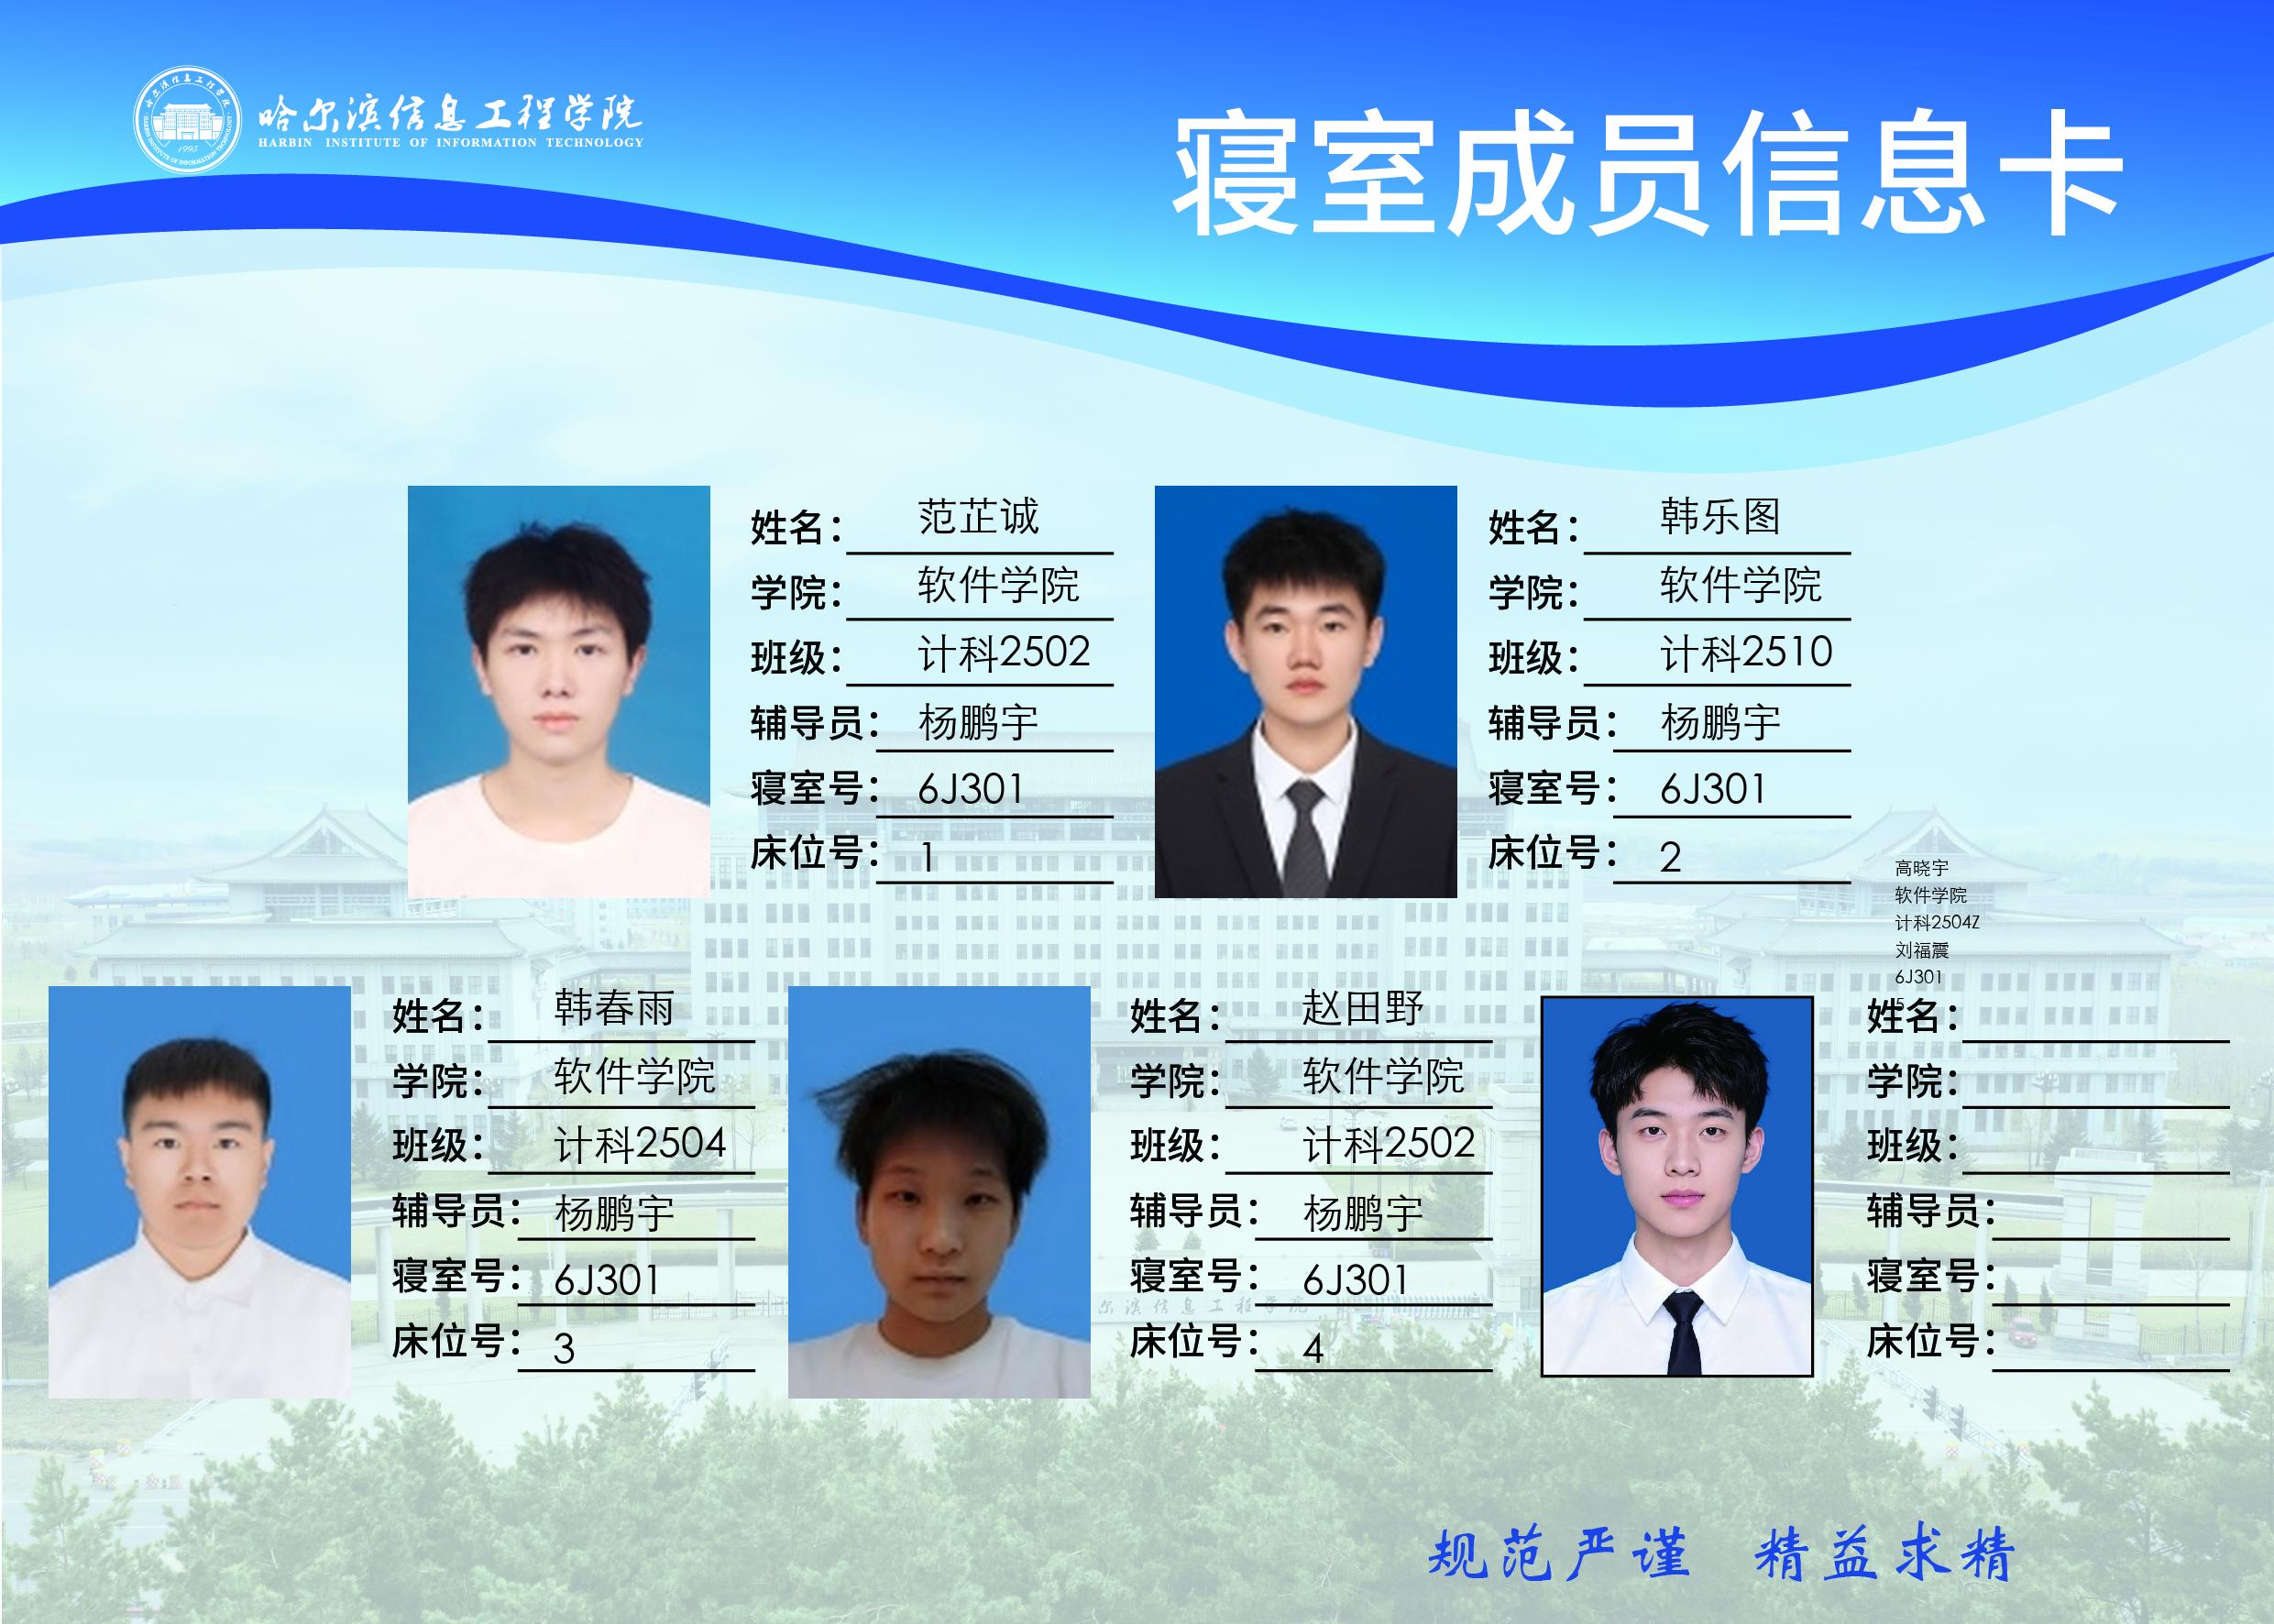 哈尔滨信息工程学院
HARBIN INSTITUTE OF INFORMATION TECHNOLOGY
1995
寝室成员信息卡
姓名： 范芷诚
学院： 软件学院
班级： 计科2502
辅导员： 杨鹏宇
寝室号： 6J301
床位号： 1
姓名： 韩乐图
学院： 软件学院
班级： 计科2510
辅导员： 杨鹏宇
寝室号： 6J301
床位号： 2
高晓宇
软件学院
计科2504Z
刘福震
6J301
5
姓名： 韩春雨
学院： 软件学院
班级： 计科2504
辅导员： 杨鹏宇
寝室号： 6J301
床位号： 3
姓名： 赵田野
学院： 软件学院
班级： 计科2502
辅导员： 杨鹏宇
寝室号： 6J301
床位号： 4
姓名：
学院：
班级：
辅导员：
寝室号：
床位号：
规范严谨 精益求精